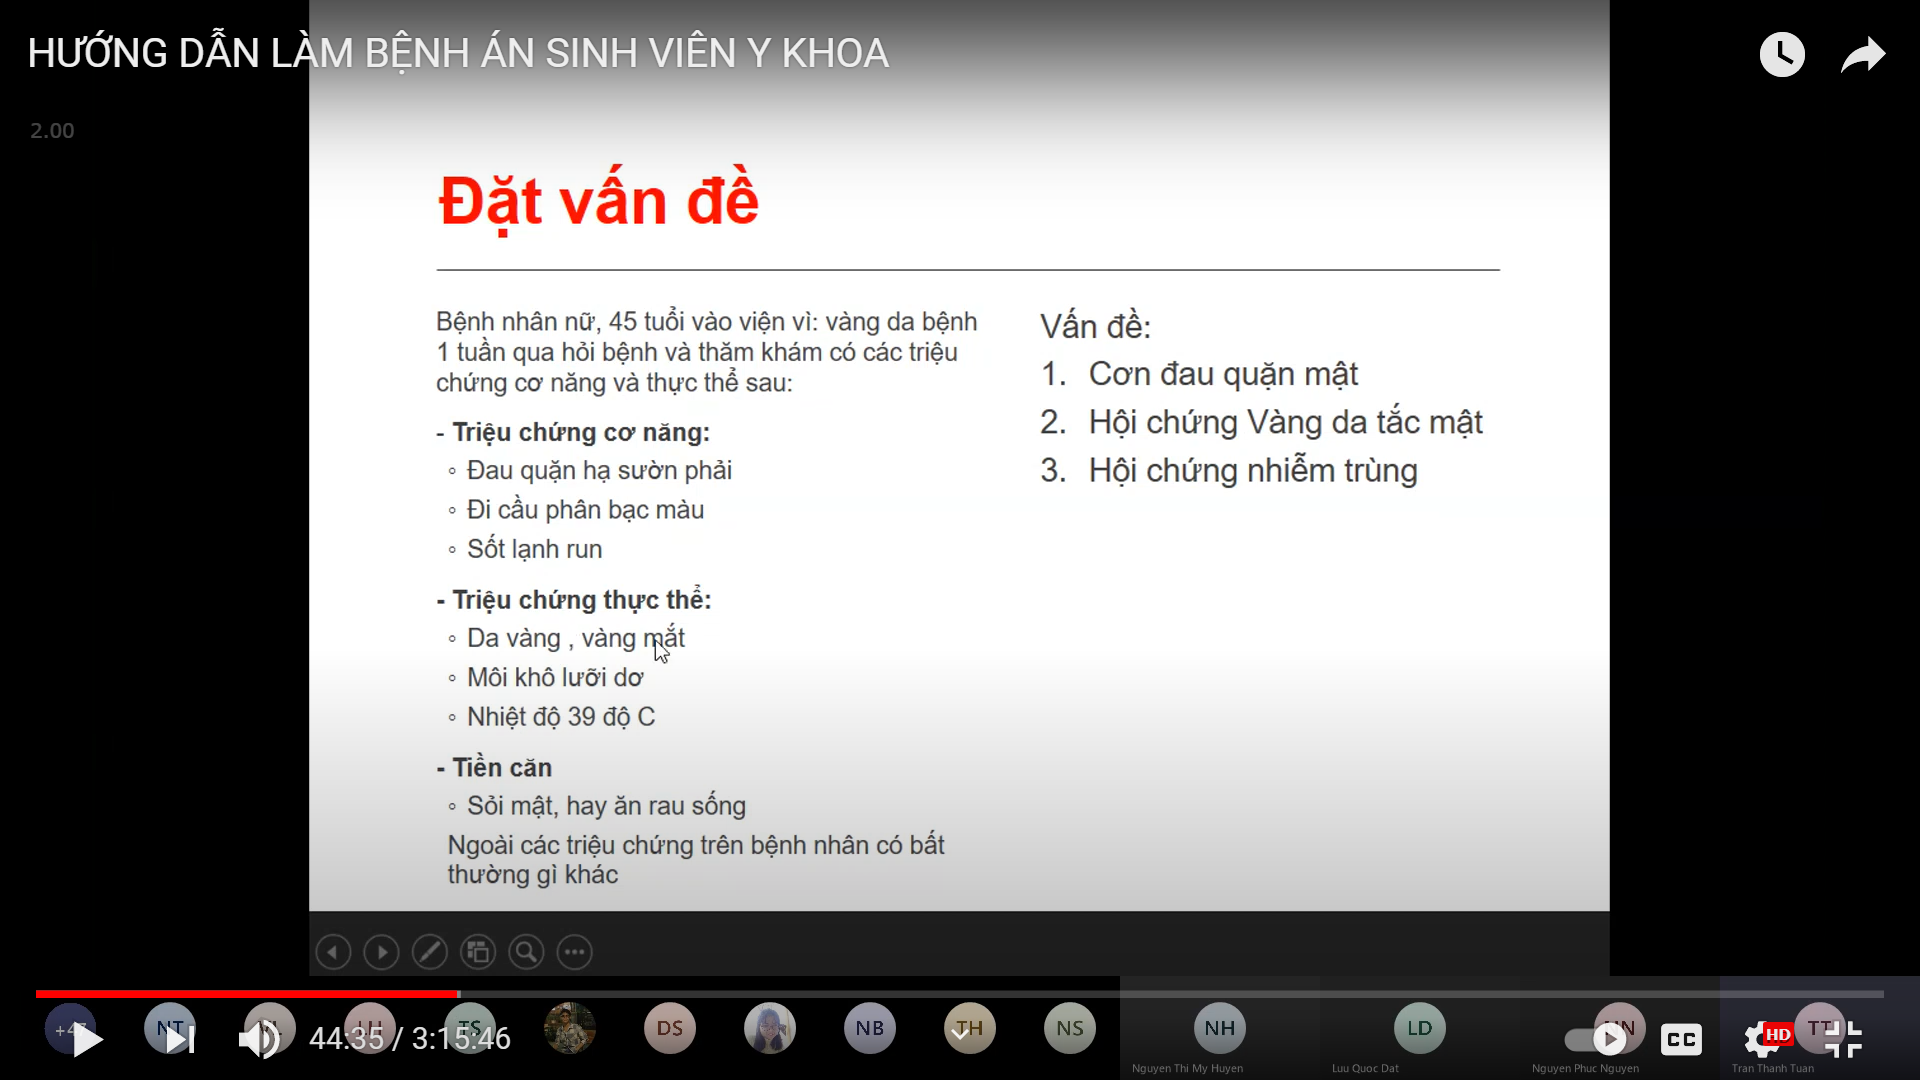 HƯỚNG DẪN LÀM BỆNH ÁN SINH VIÊN Y KHOA
2.00
Đặt vấn đề
Bệnh nhân nữ, 45 tuổi vào viện vì: vàng da bệnh
1 tuần qua hỏi bệnh và thăm khám có các triệu
chứng cơ năng và thực thể sau:
- Triệu chứng cơ năng:
◦ Đau quặn hạ sườn phải
◦ Đi cầu phân bạc màu
◦ Sốt lạnh run
- Triệu chứng thực thể:
◦ Da vàng , vàng mắt
◦ Môi khô lưỡi dơ
◦ Nhiệt độ 39 độ C
- Tiền căn
◦ Sỏi mật, hay ăn rau sống
Ngoài các triệu chứng trên bệnh nhân có bất
thường gì khác
Vấn đề:
1. Cơn đau quặn mật
2. Hội chứng Vàng da tắc mật
3. Hội chứng nhiễm trùng
NT
LH
TS
DS
NB
TH
NS
NH
LD
TT
44:35 / 3:15:46
CC
HD
Nguyen Thi My Huyen
Luu Quoc Dat
Nguyen Phuc Nguyen
Tran Thanh Tuan